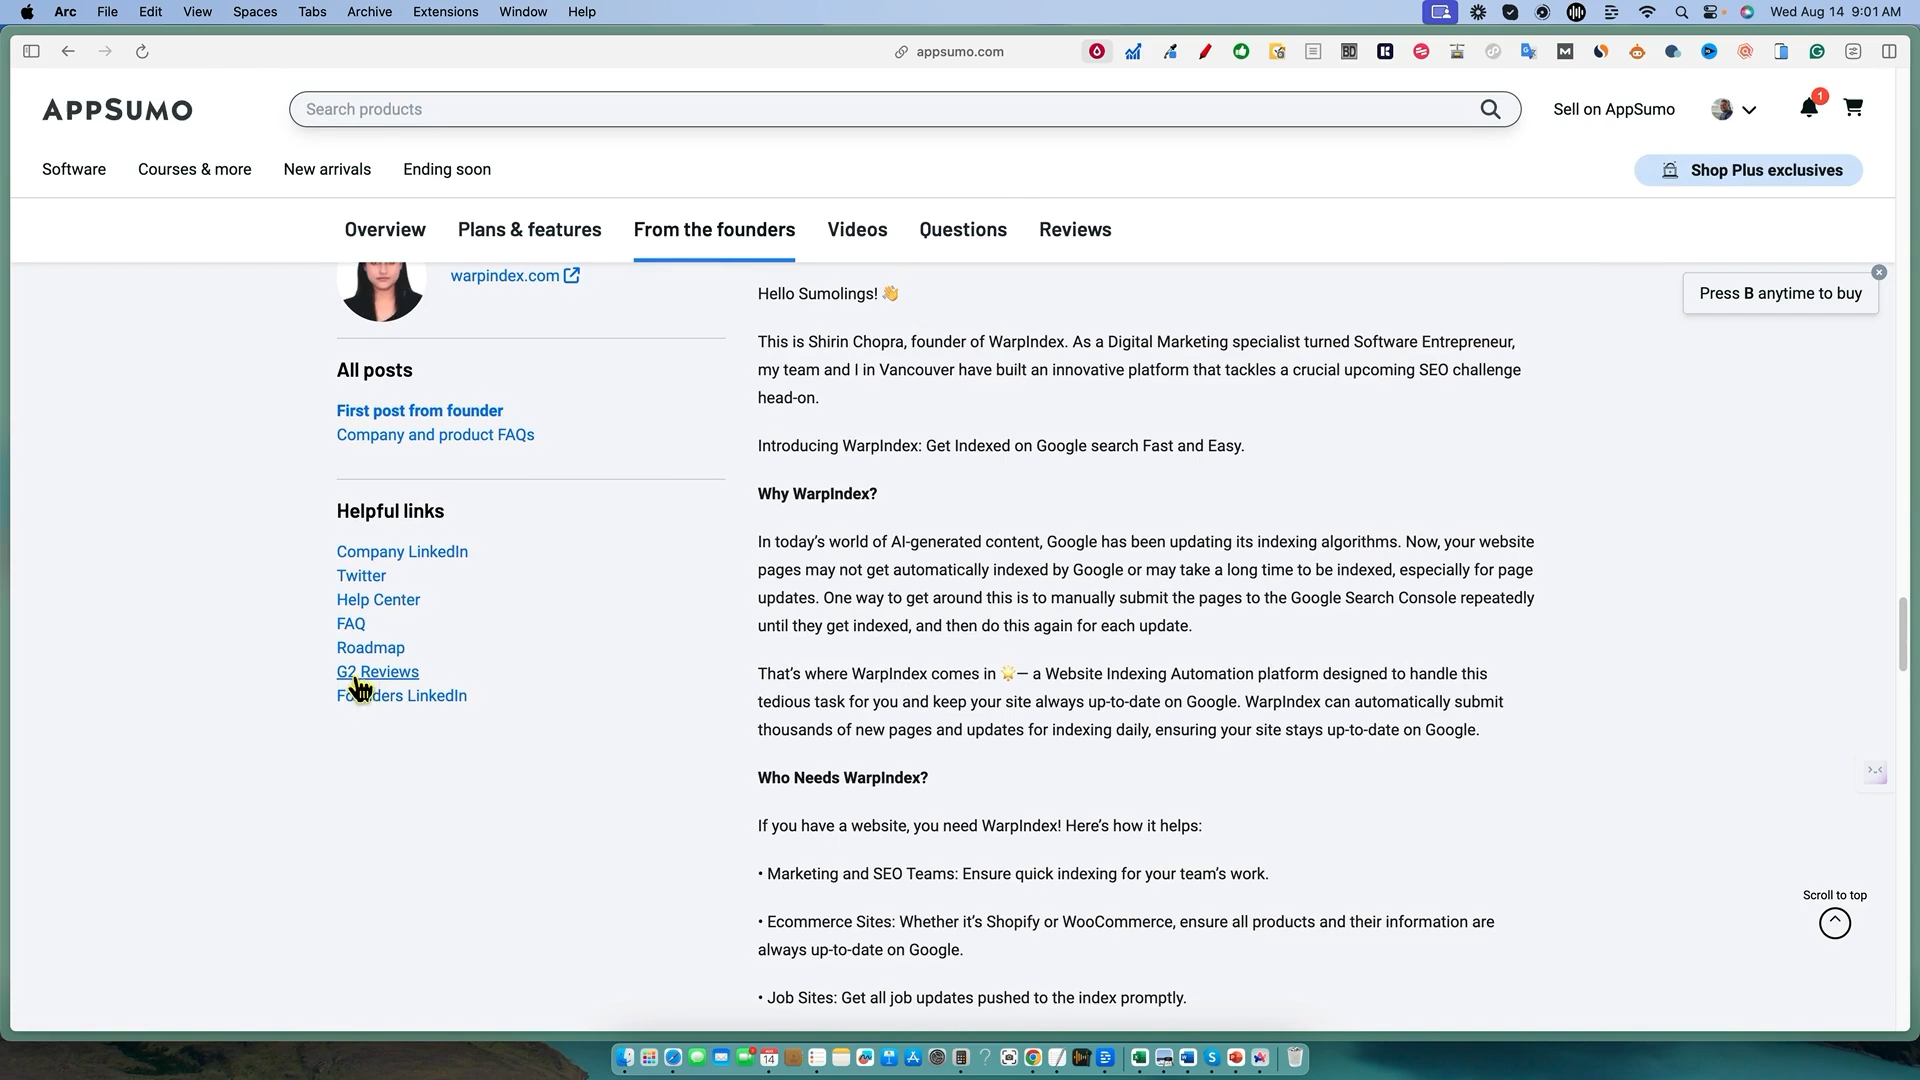 Arc File Edit View Spaces Tabs Archive Extensions Window Help
Wed Aug 14 9:01 AM
appsumo.com
APPSUMO
Search products
Sell on AppSumo
1
Software Courses & more New arrivals Ending soon
Shop Plus exclusives
Overview Plans & features From the founders Videos Questions Reviews
Press B anytime to buy
warpindex.com
All posts
First post from founder
Company and product FAQs
Helpful links
Company LinkedIn
Twitter
Help Center
FAQ
Roadmap
G2 Reviews
LinkedIn
Hello Sumolings! 👋
This is Shirin Chopra, founder of WarpIndex. As a Digital Marketing specialist turned Software Entrepreneur,
my team and I in Vancouver have built an innovative platform that tackles a crucial upcoming SEO challenge
head-on.
Introducing WarpIndex: Get Indexed on Google search Fast and Easy.
Why WarpIndex?
In today's world of AI-generated content, Google has been updating its indexing algorithms. Now, your website
pages may not get automatically indexed by Google or may take a long time to be indexed, especially for page
updates. One way to get around this is to manually submit the pages to the Google Search Console repeatedly
until they get indexed, and then do this again for each update.
That's where WarpIndex comes in 🌟— a Website Indexing Automation platform designed to handle this
tedious task for you and keep your site always up-to-date on Google. WarpIndex can automatically submit
thousands of new pages and updates for indexing daily, ensuring your site stays up-to-date on Google.
Who Needs WarpIndex?
If you have a website, you need WarpIndex! Here's how it helps:
• Marketing and SEO Teams: Ensure quick indexing for your team's work.
• Ecommerce Sites: Whether it's Shopify or WooCommerce, ensure all products and their information are
always up-to-date on Google.
• Job Sites: Get all job updates pushed to the index promptly.
Scroll to top